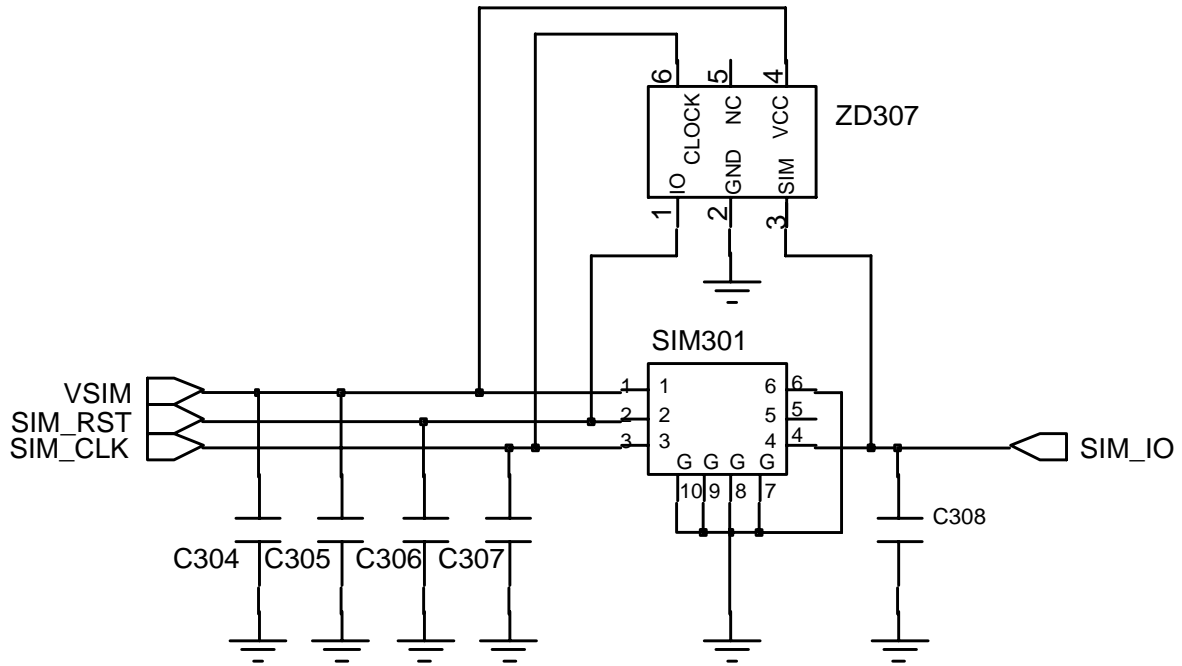 6 5 4
CLOCK NC VCC
ZD307
IO GND SIM
1 2 3
SIM301
VSIM 1 1 6 6
SIM_RST 2 2 5 5
SIM_CLK 3 3 4 4 SIM_IO
G G G G
10 9 8 7
C308
C304 C305 C306 C307